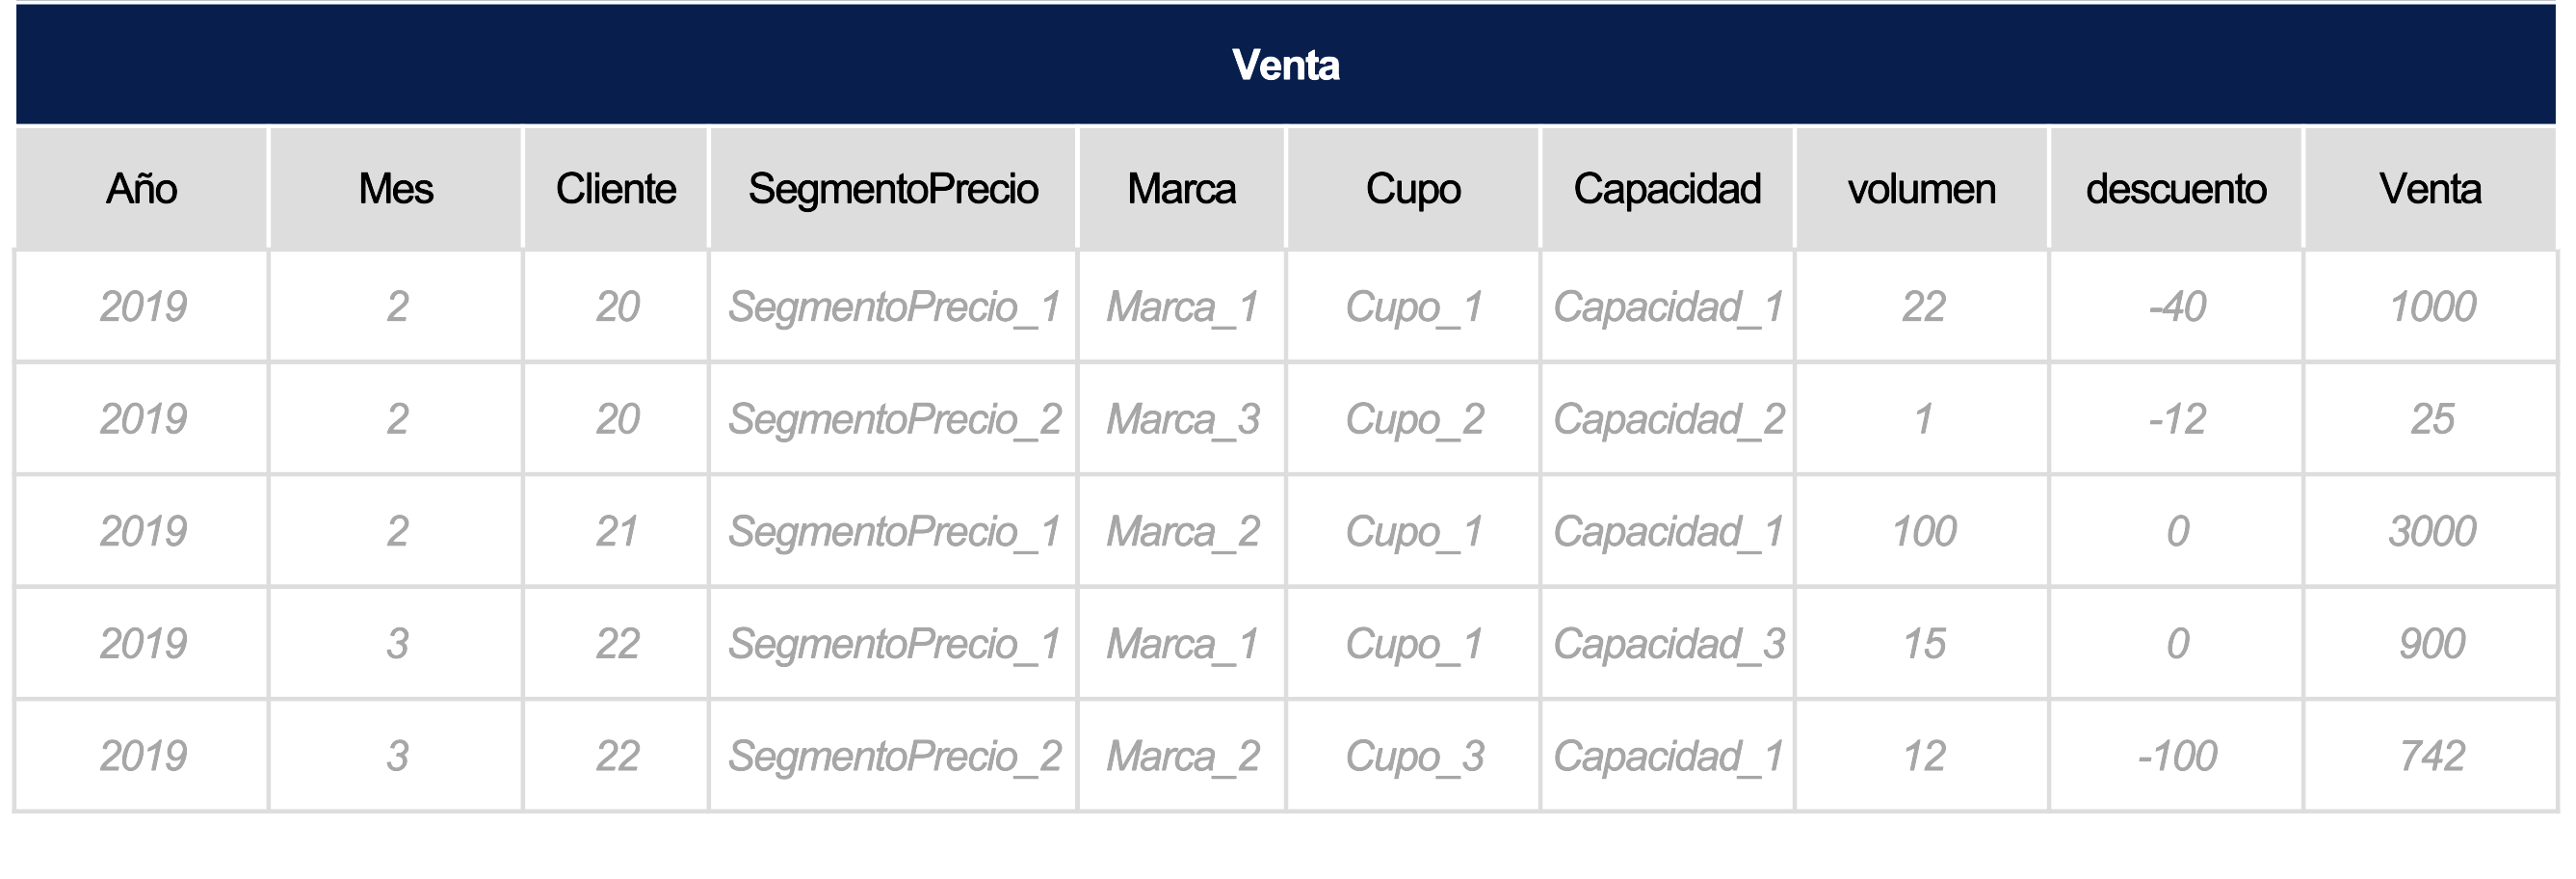 Venta
Año Mes Cliente SegmentoPrecio Marca Cupo Capacidad volumen descuento Venta
2019 2 20 SegmentoPrecio_1 Marca_1 Cupo_1 Capacidad_1 22 -40 1000
2019 2 20 SegmentoPrecio_2 Marca_3 Cupo_2 Capacidad_2 1 -12 25
2019 2 21 SegmentoPrecio_1 Marca_2 Cupo_1 Capacidad_1 100 0 3000
2019 3 22 SegmentoPrecio_1 Marca_1 Cupo_1 Capacidad_3 15 0 900
2019 3 22 SegmentoPrecio_2 Marca_2 Cupo_3 Capacidad_1 12 -100 742